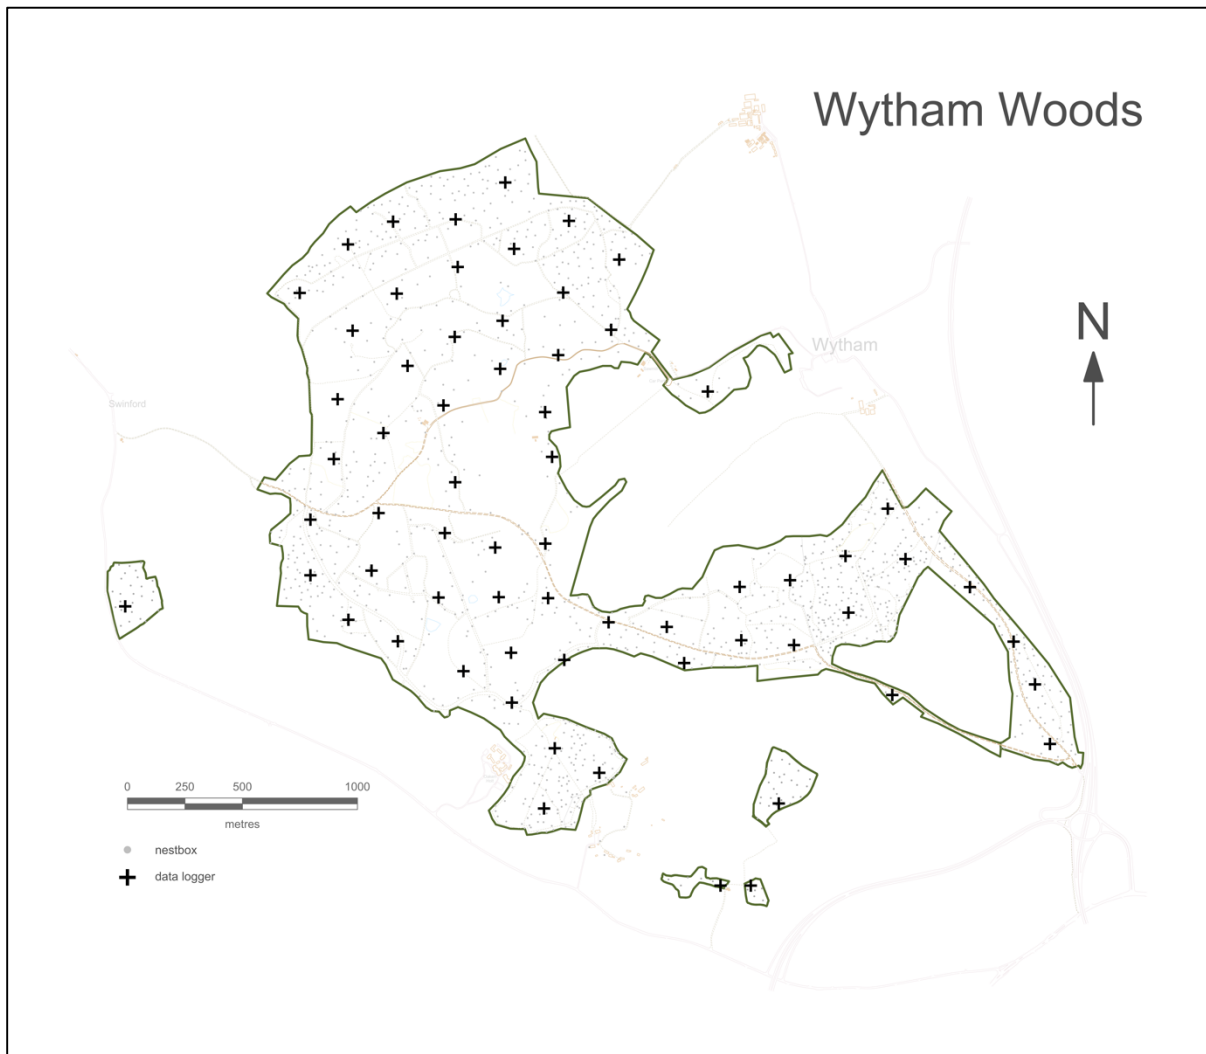 Wytham Woods
N
Wytham
Swinford
0 250 500 1000
metres
nestbox
data logger